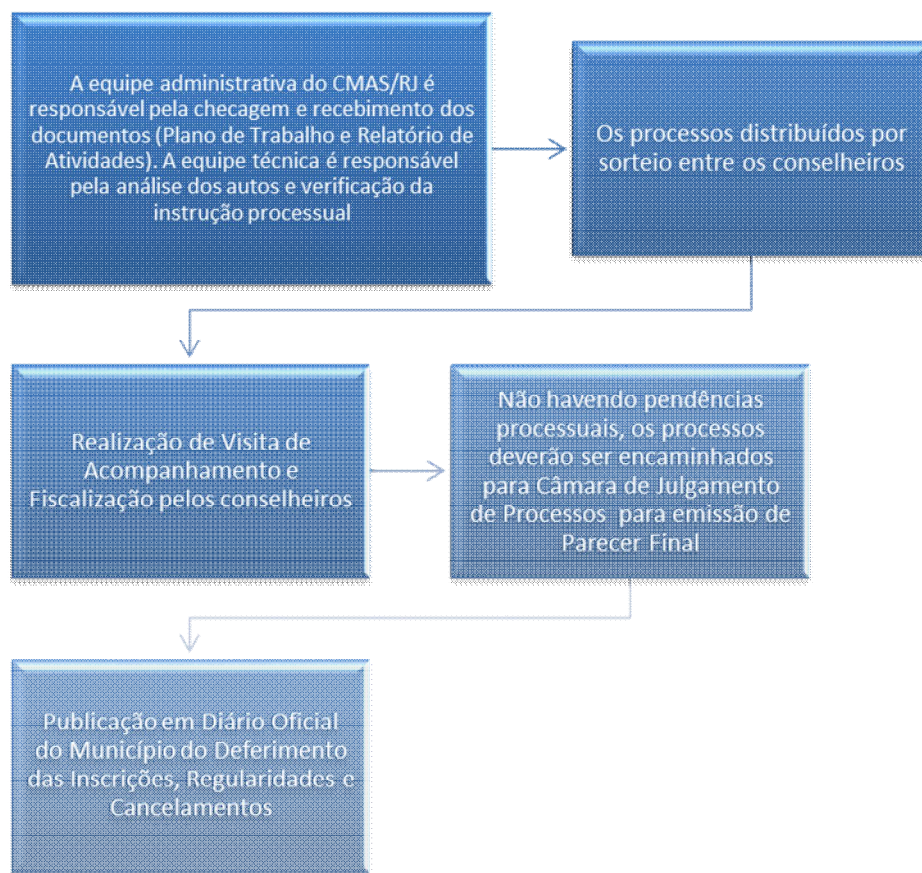 A equipe administrativa do CMAS/RJ é
responsável pela checagem e recebimento dos
documentos (Plano de Trabalho e Relatório de
Atividades). A equipe técnica é responsável
pela análise dos autos e verificação da
instrução processual
Os processos distribuídos por
sorteio entre os conselheiros
Realização de Visita de
Acompanhamento e
Fiscalização pelos conselheiros
Não havendo pendências
processuais, os processos
deverão ser encaminhados
para Câmara de Julgamento
de Processos para emissão de
Parecer Final
Publicação em Diário Oficial
do Município do Deferimento
das Inscrições, Regularidades e
Cancelamentos